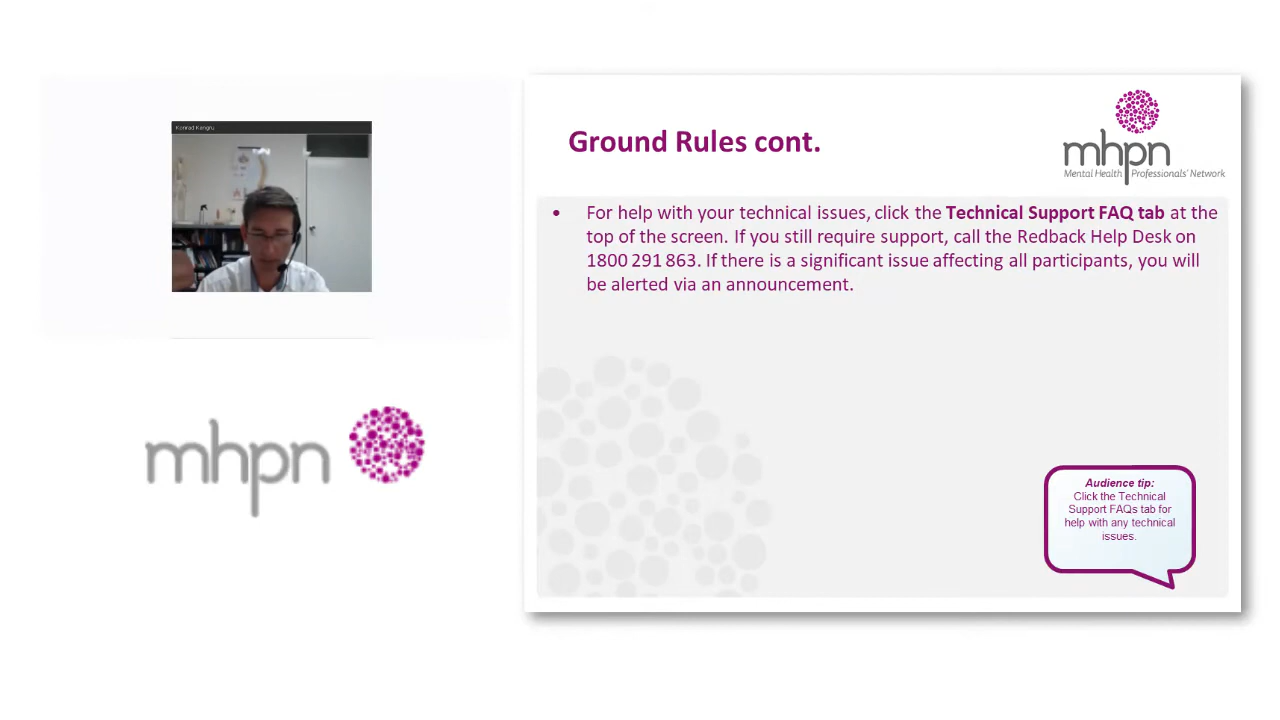 Konrad Kangru
Ground Rules cont.
mhpn
Mental Health Professionals' Network
• For help with your technical issues, click the Technical Support FAQ tab at the
top of the screen. If you still require support, call the Redback Help Desk on
1800 291 863. If there is a significant issue affecting all participants, you will
be alerted via an announcement.
mhpn
Audience tip:
Click the Technical
Support FAQs tab for
help with any technical
issues.